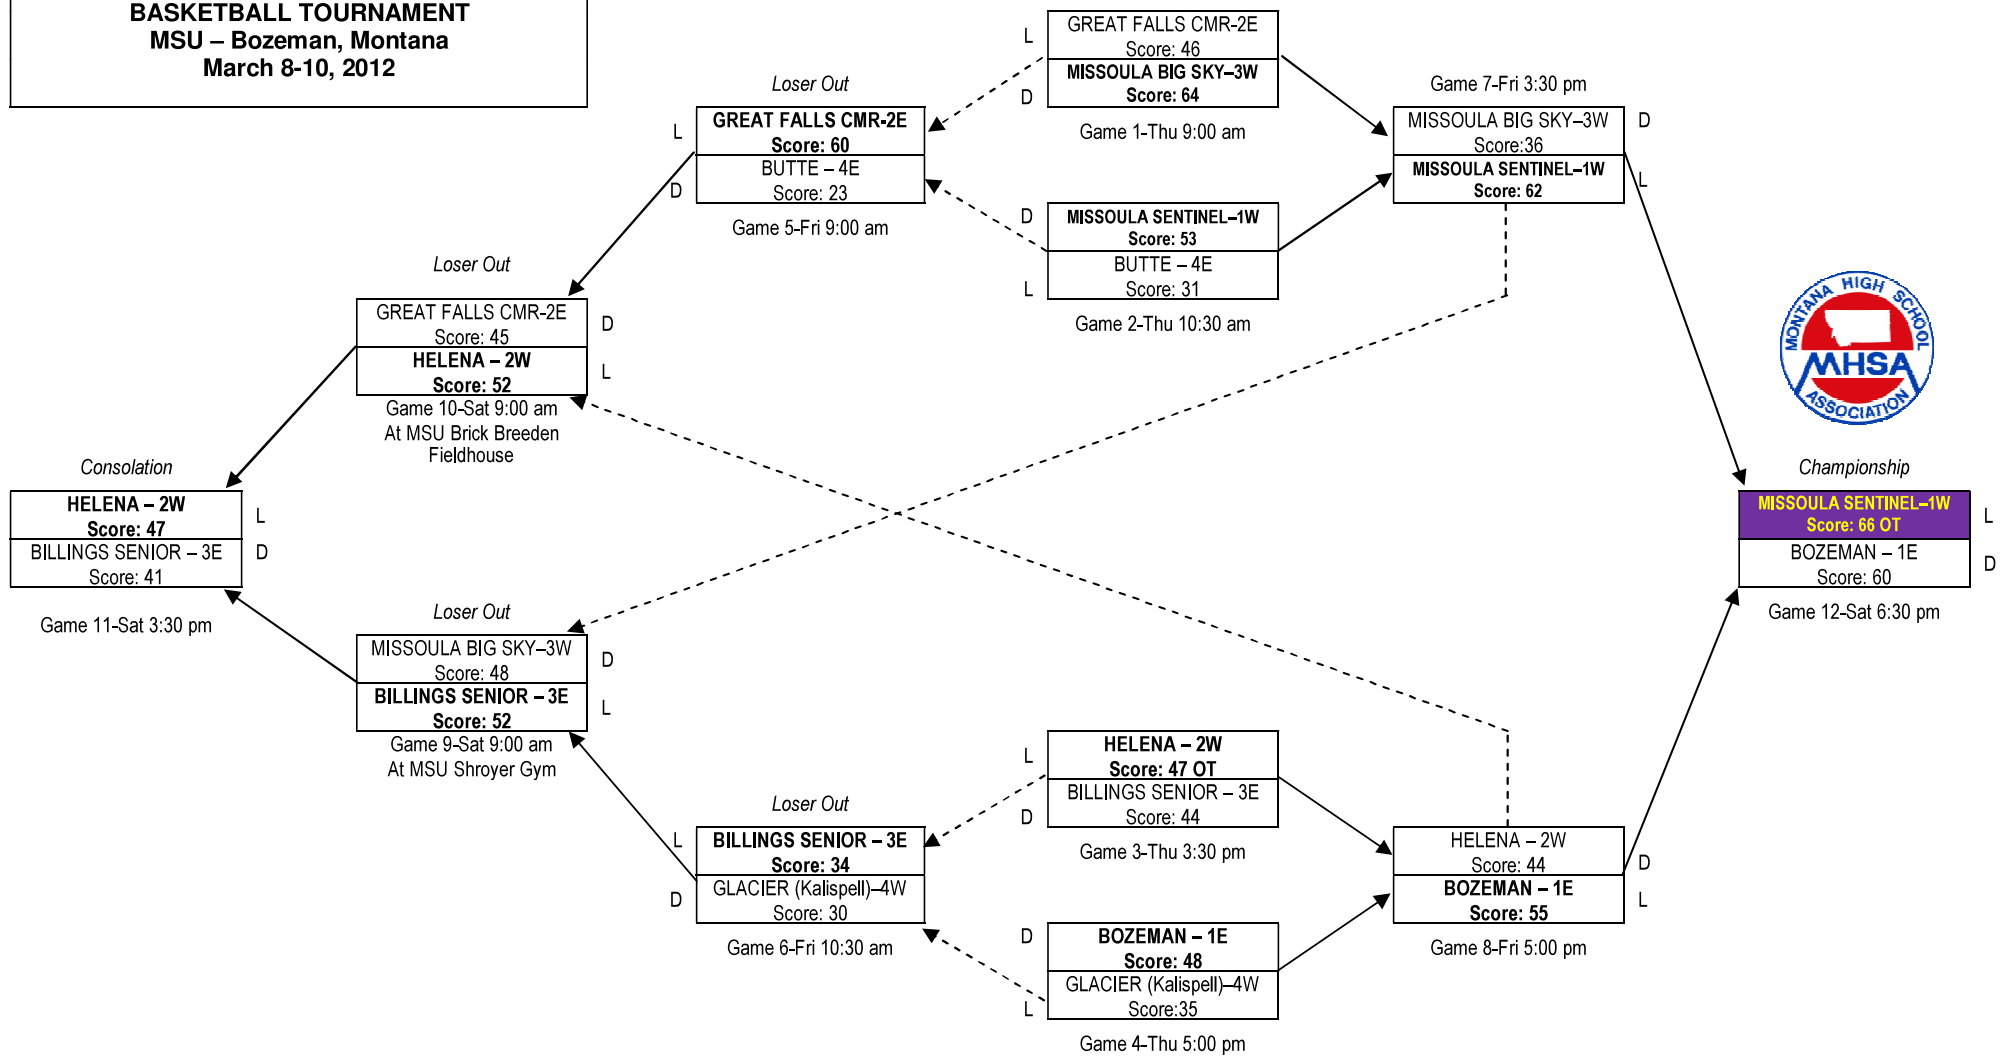 BASKETBALL TOURNAMENT
MSU – Bozeman, Montana
March 8-10, 2012
L
GREAT FALLS CMR-2E
Score: 46
MISSOULA BIG SKY–3W
Score: 64
D
Game 1-Thu 9:00 am
Loser Out
L
GREAT FALLS CMR-2E
Score: 60
BUTTE – 4E
Score: 23
D
Game 5-Fri 9:00 am
Game 7-Fri 3:30 pm
MISSOULA BIG SKY–3W
Score:36
D
MISSOULA SENTINEL–1W
Score: 62
L
D
MISSOULA SENTINEL–1W
Score: 53
BUTTE – 4E
Score: 31
L
Game 2-Thu 10:30 am
Loser Out
GREAT FALLS CMR-2E
Score: 45
D
HELENA – 2W
Score: 52
L
Game 10-Sat 9:00 am
At MSU Brick Breeden
Fieldhouse
MONTANA HIGH SCHOOL
MHSA
ASSOCIATION
Consolation
HELENA – 2W
Score: 47
L
BILLINGS SENIOR – 3E
Score: 41
D
Game 11-Sat 3:30 pm
Championship
MISSOULA SENTINEL–1W
Score: 66 OT
L
BOZEMAN – 1E
Score: 60
D
Game 12-Sat 6:30 pm
Loser Out
MISSOULA BIG SKY–3W
Score: 48
D
BILLINGS SENIOR – 3E
Score: 52
L
Game 9-Sat 9:00 am
At MSU Shroyer Gym
L
HELENA – 2W
Score: 47 OT
BILLINGS SENIOR – 3E
Score: 44
D
Game 3-Thu 3:30 pm
Loser Out
L
BILLINGS SENIOR – 3E
Score: 34
GLACIER (Kalispell)–4W
Score: 30
D
Game 6-Fri 10:30 am
HELENA – 2W
Score: 44
D
BOZEMAN – 1E
Score: 55
L
Game 8-Fri 5:00 pm
D
BOZEMAN – 1E
Score: 48
GLACIER (Kalispell)–4W
Score:35
L
Game 4-Thu 5:00 pm